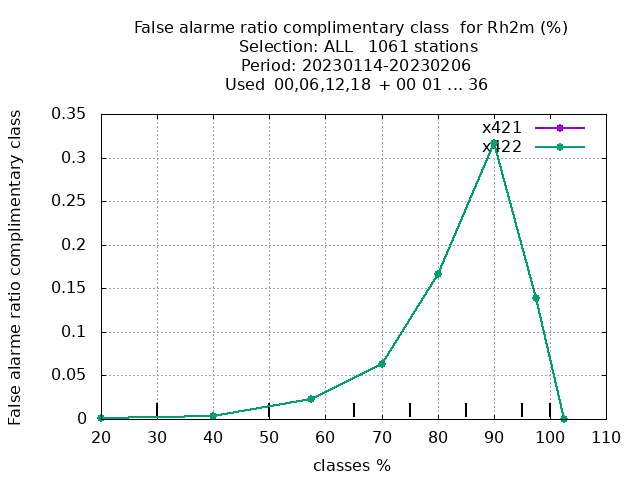 False alarme ratio complimentary class  for Rh2m (%)
Selection: ALL   1061 stations
Period: 20230114-20230206
Used  00,06,12,18  + 00 01 ... 36
False alarme ratio complimentary class
0.35
0.3
0.25
0.2
0.15
0.1
0.05
0
x421
x422
20 30 40 50 60 70 80 90 100 110
classes %